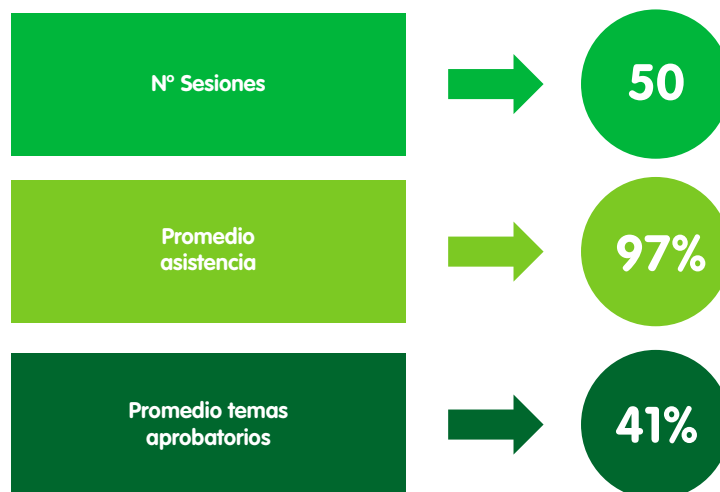 Nº Sesiones
50
Promedio
asistencia
97%
Promedio temas
aprobatorios
41%